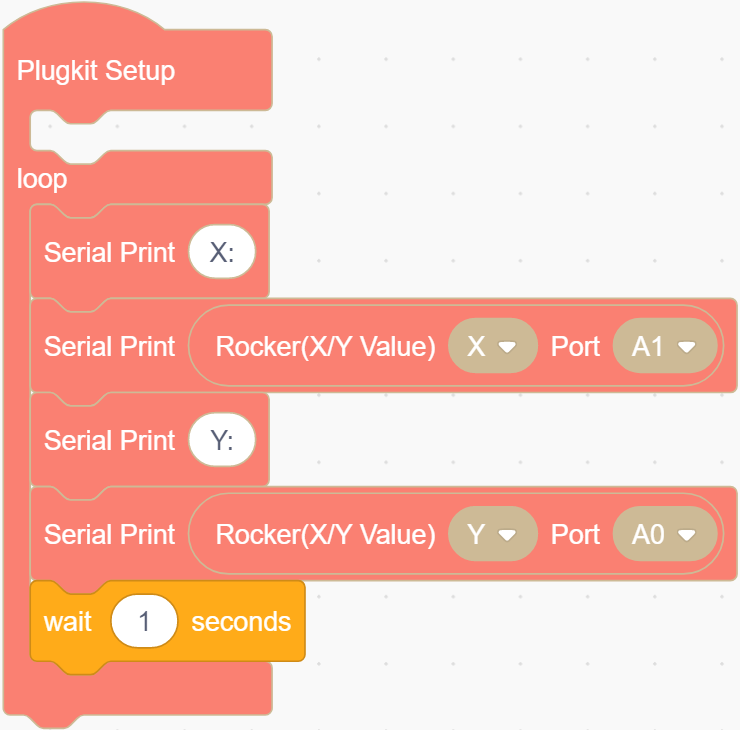 Plugkit Setup
loop
Serial Print X:
Serial Print Rocker(X/Y Value) X Port A1
Serial Print Y:
Serial Print Rocker(X/Y Value) Y Port A0
wait 1 seconds